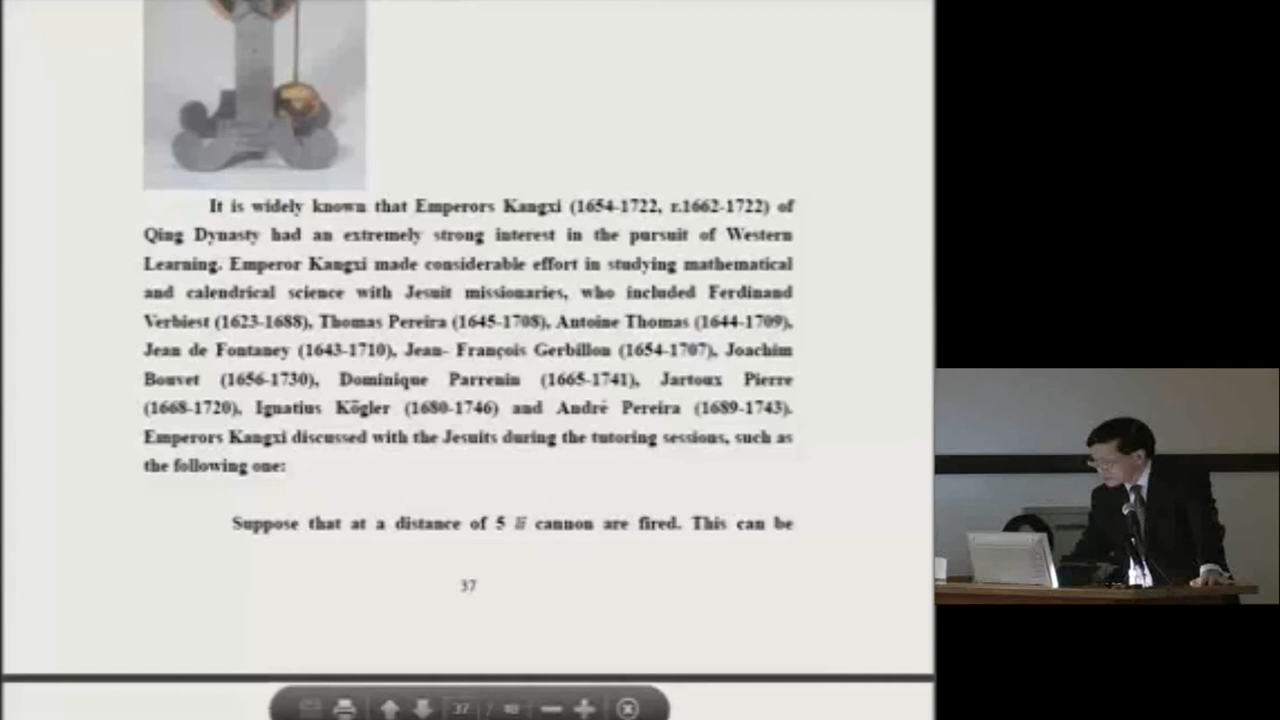 It is widely known that Emperors Kangxi (1654-1722, r.1662-1722) of
Qing Dynasty had an extremely strong interest in the pursuit of Western
Learning. Emperor Kangxi made considerable effort in studying mathematical
and calendrical science with Jesuit missionaries, who included Ferdinand
Verbiest (1623-1688), Thomas Pereira (1645-1708), Antoine Thomas (1644-1709),
Jean de Fontaney (1643-1710), Jean- François Gerbillon (1654-1707), Joachim
Bouvet (1656-1730), Dominique Parrenin (1665-1741), Jartoux Pierre
(1668-1720), Ignatius Kögler (1680-1746) and André Pereira (1689-1743).
Emperors Kangxi discussed with the Jesuits during the tutoring sessions, such as
the following one:
Suppose that at a distance of 5 li cannon are fired. This can be
37
37 /